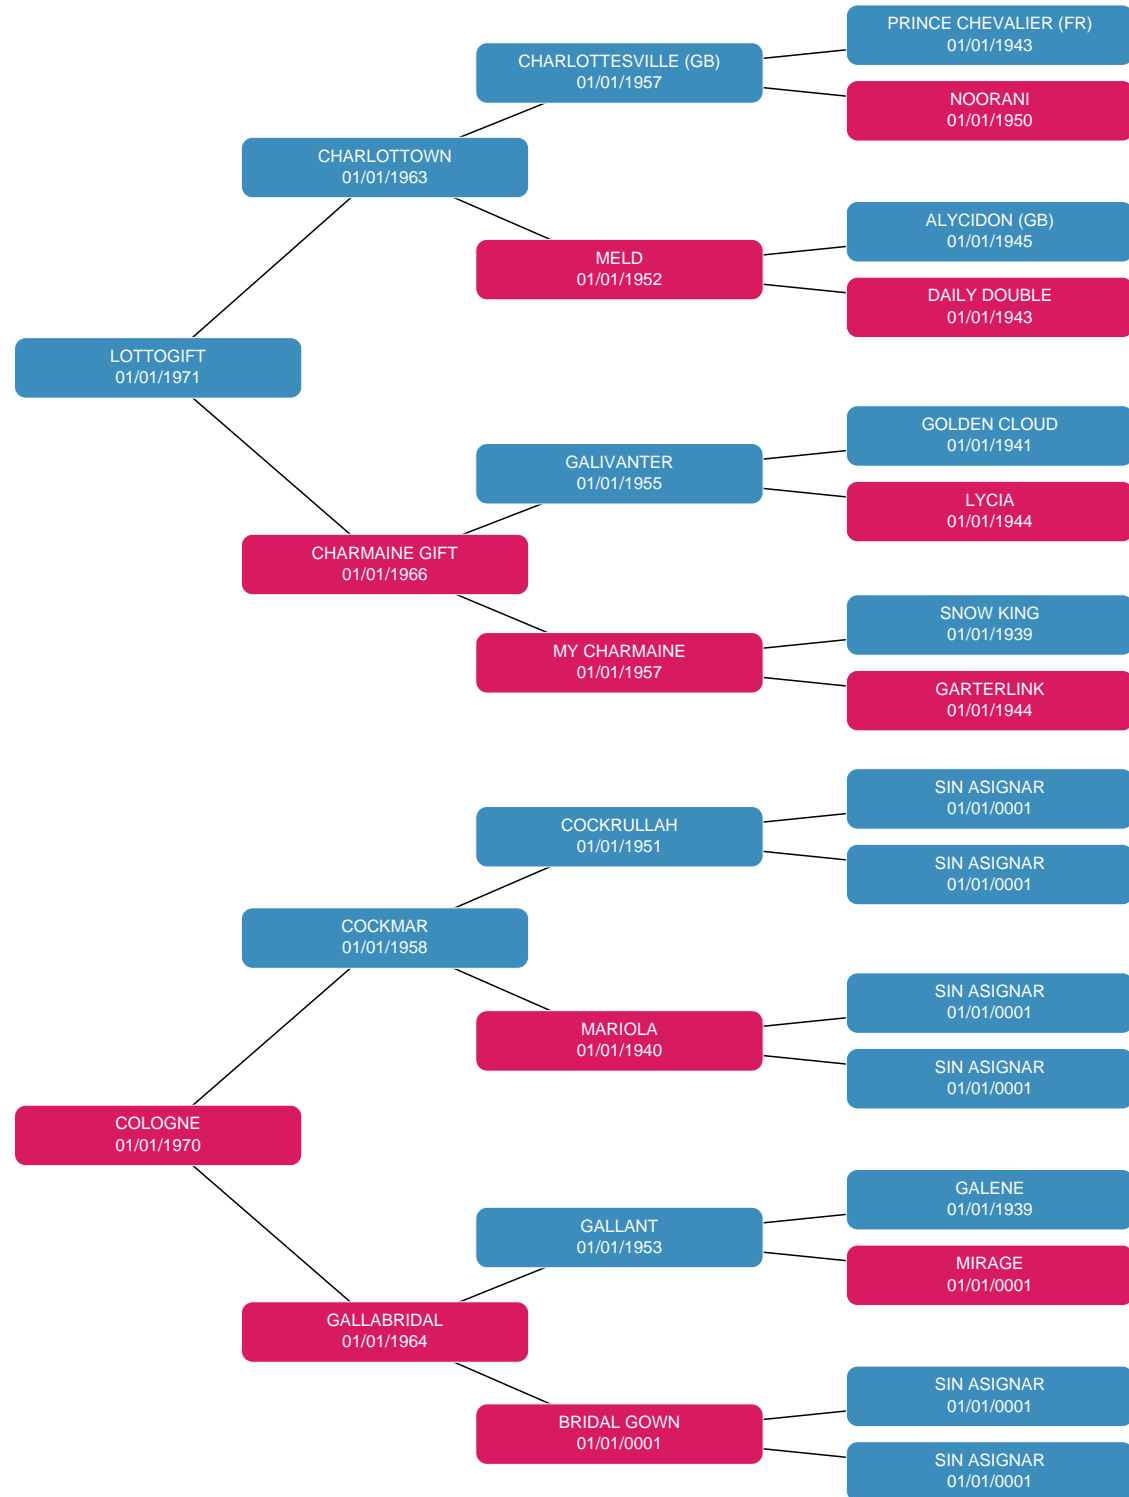 PRINCE CHEVALIER (FR)
01/01/1943
CHARLOTTESVILLE (GB)
01/01/1957
NOORANI
01/01/1950
CHARLOTTOWN
01/01/1963
ALYCIDON (GB)
01/01/1945
MELD
01/01/1952
DAILY DOUBLE
01/01/1943
LOTTOGIFT
01/01/1971
GOLDEN CLOUD
01/01/1941
GALIVANTER
01/01/1955
LYCIA
01/01/1944
CHARMAINE GIFT
01/01/1966
SNOW KING
01/01/1939
MY CHARMAINE
01/01/1957
GARTERLINK
01/01/1944
SIN ASIGNAR
01/01/0001
COCKRULLAH
01/01/1951
SIN ASIGNAR
01/01/0001
COCKMAR
01/01/1958
SIN ASIGNAR
01/01/0001
MARIOLA
01/01/1940
SIN ASIGNAR
01/01/0001
COLOGNE
01/01/1970
GALENE
01/01/1939
GALLANT
01/01/1953
MIRAGE
01/01/0001
GALLABRIDAL
01/01/1964
SIN ASIGNAR
01/01/0001
BRIDAL GOWN
01/01/0001
SIN ASIGNAR
01/01/0001